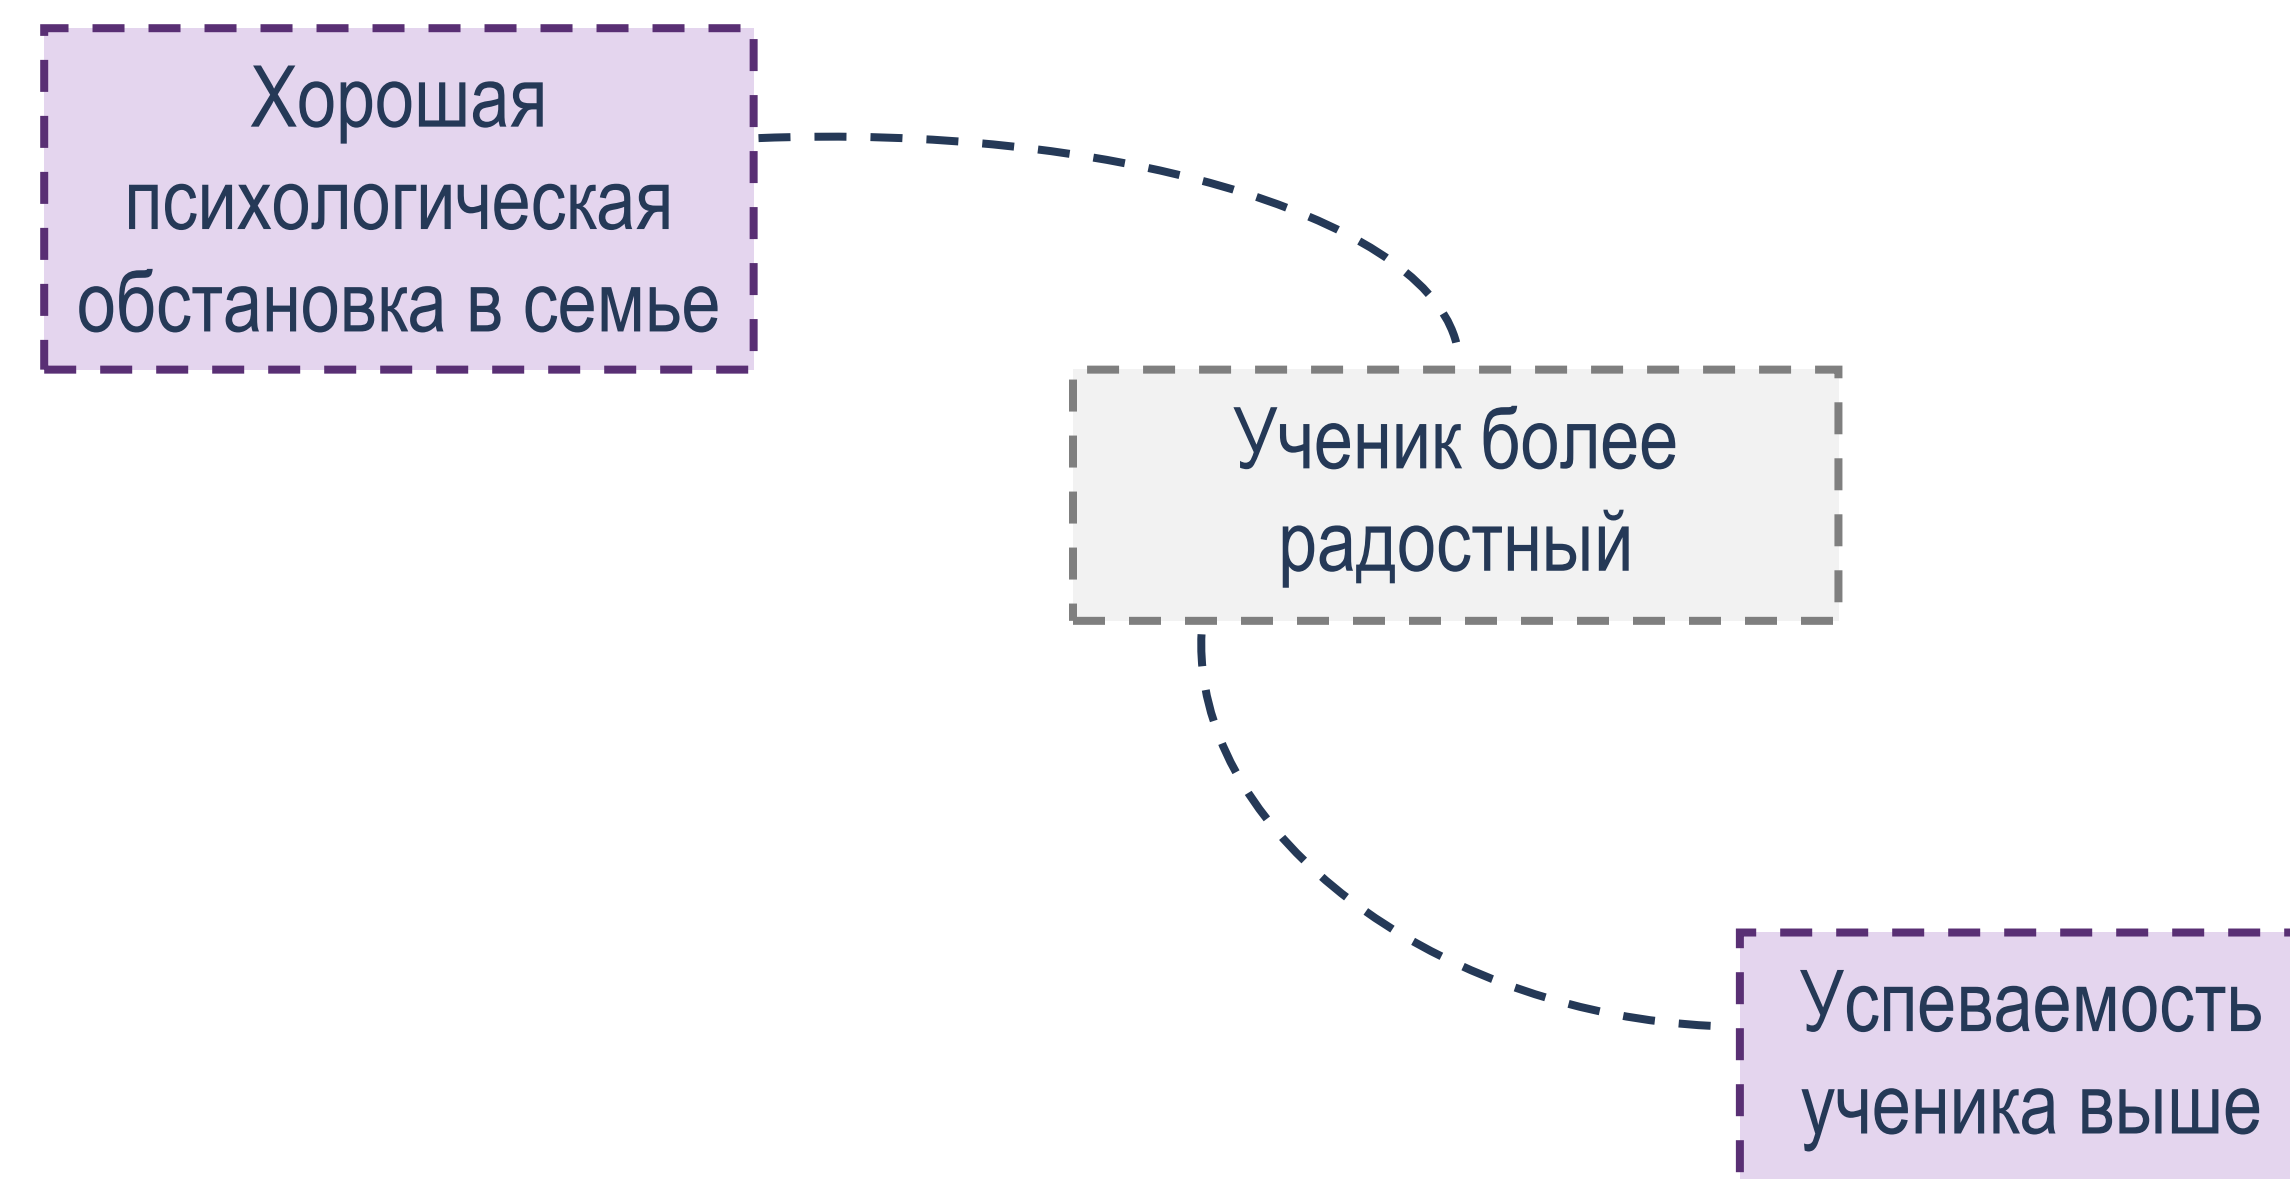 Хорошая
психологическая
обстановка в семье
Ученик более
радостный
Успеваемость
ученика выше